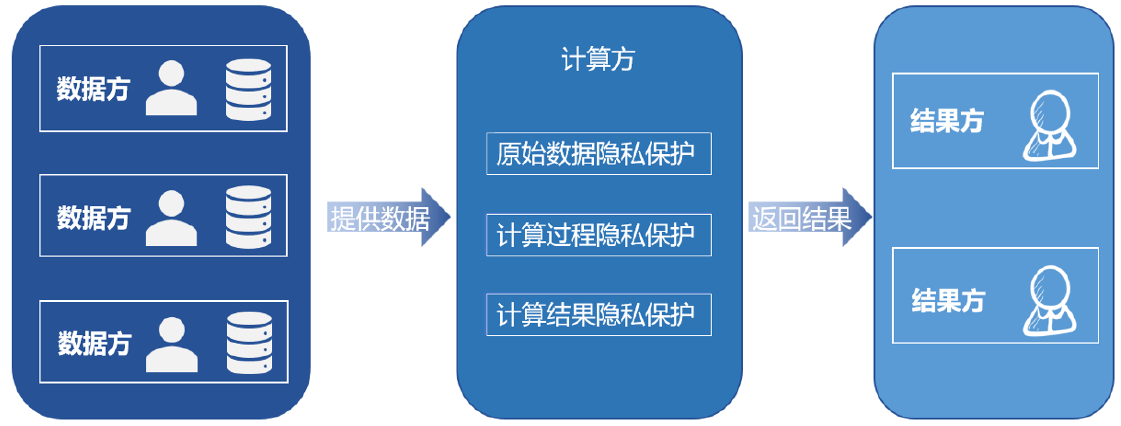 数据方
数据方
数据方
提供数据
计算方
原始数据隐私保护
计算过程隐私保护
计算结果隐私保护
返回结果
结果方
结果方